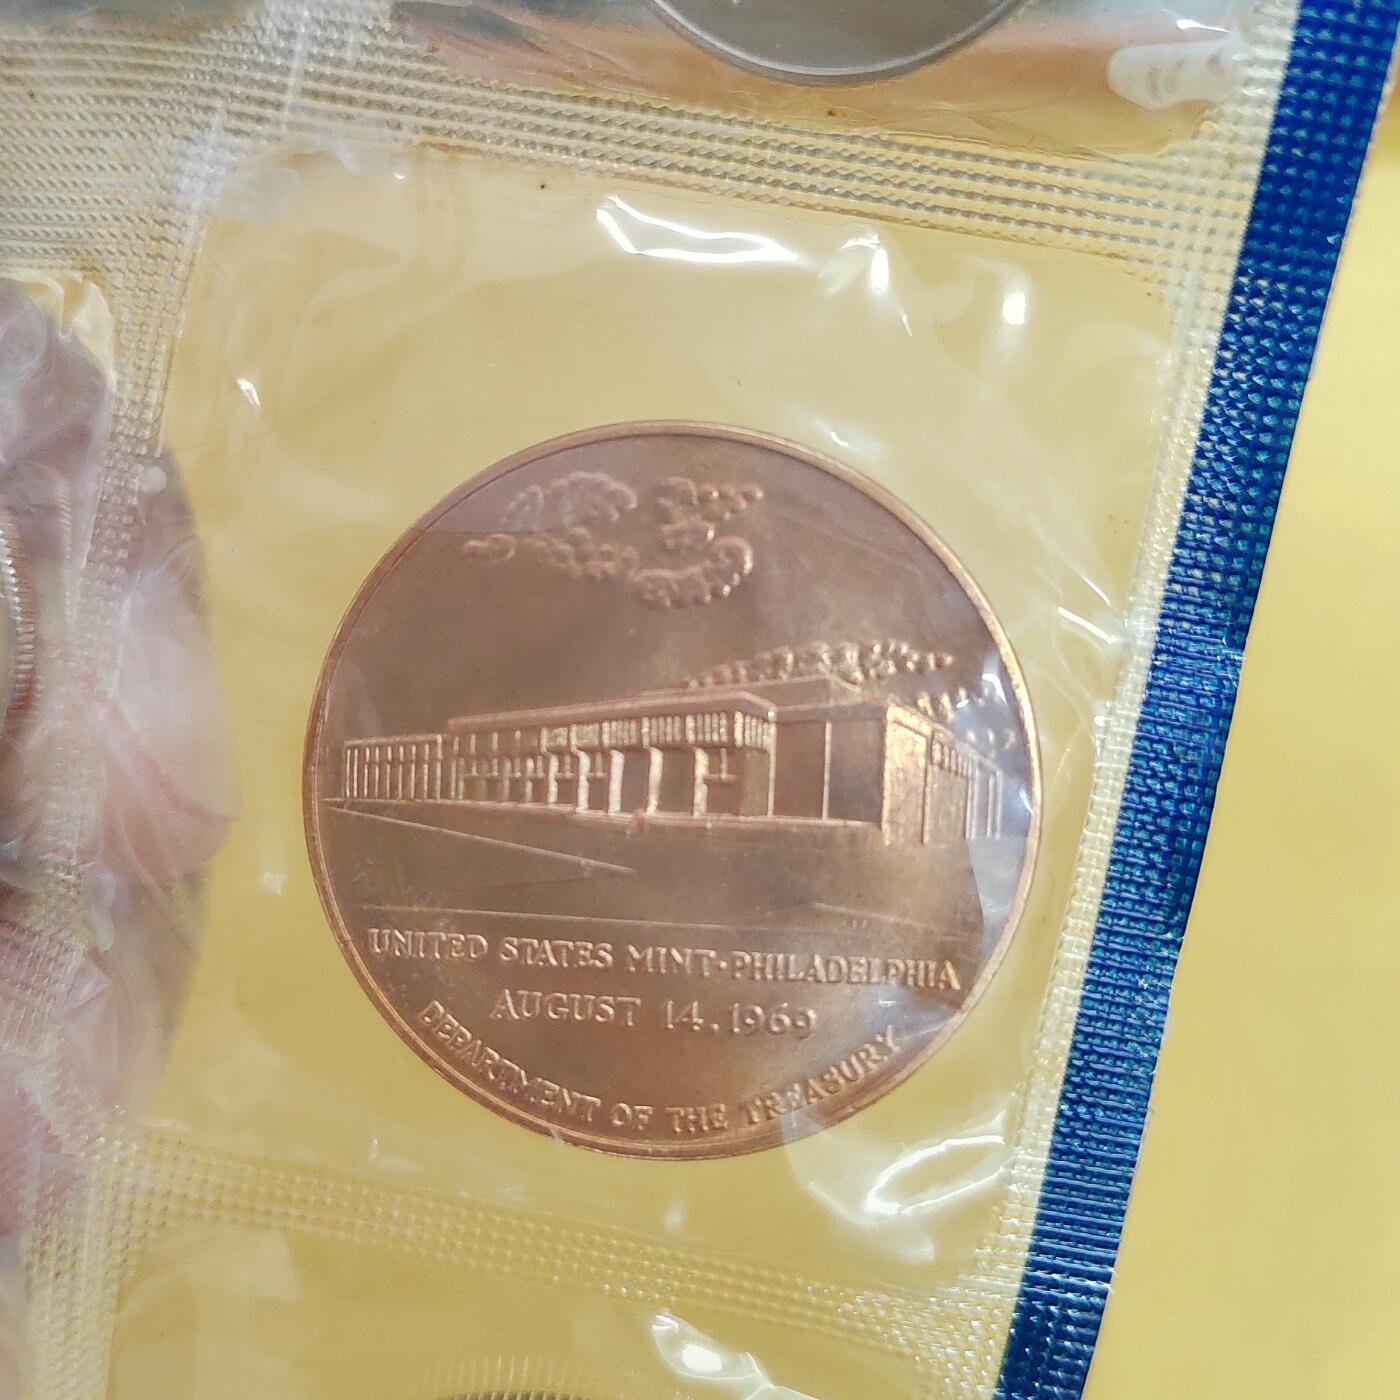 UNITED STATES MINT·PHILADELPHIA
AUGUST 14, 1969
DEPARTMENT OF THE TREASURY